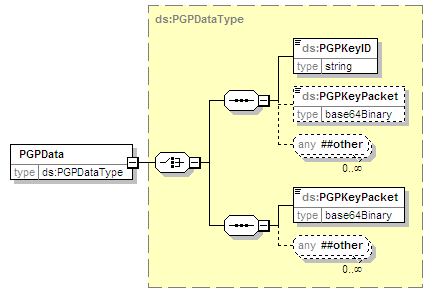 ds:PGPDataType
ds:PGPKeyID
type string
ds:PGPKeyPacket
type base64Binary
any ##other
0..∞
PGPData
type ds:PGPDataType
ds:PGPKeyPacket
type base64Binary
any ##other
0..∞